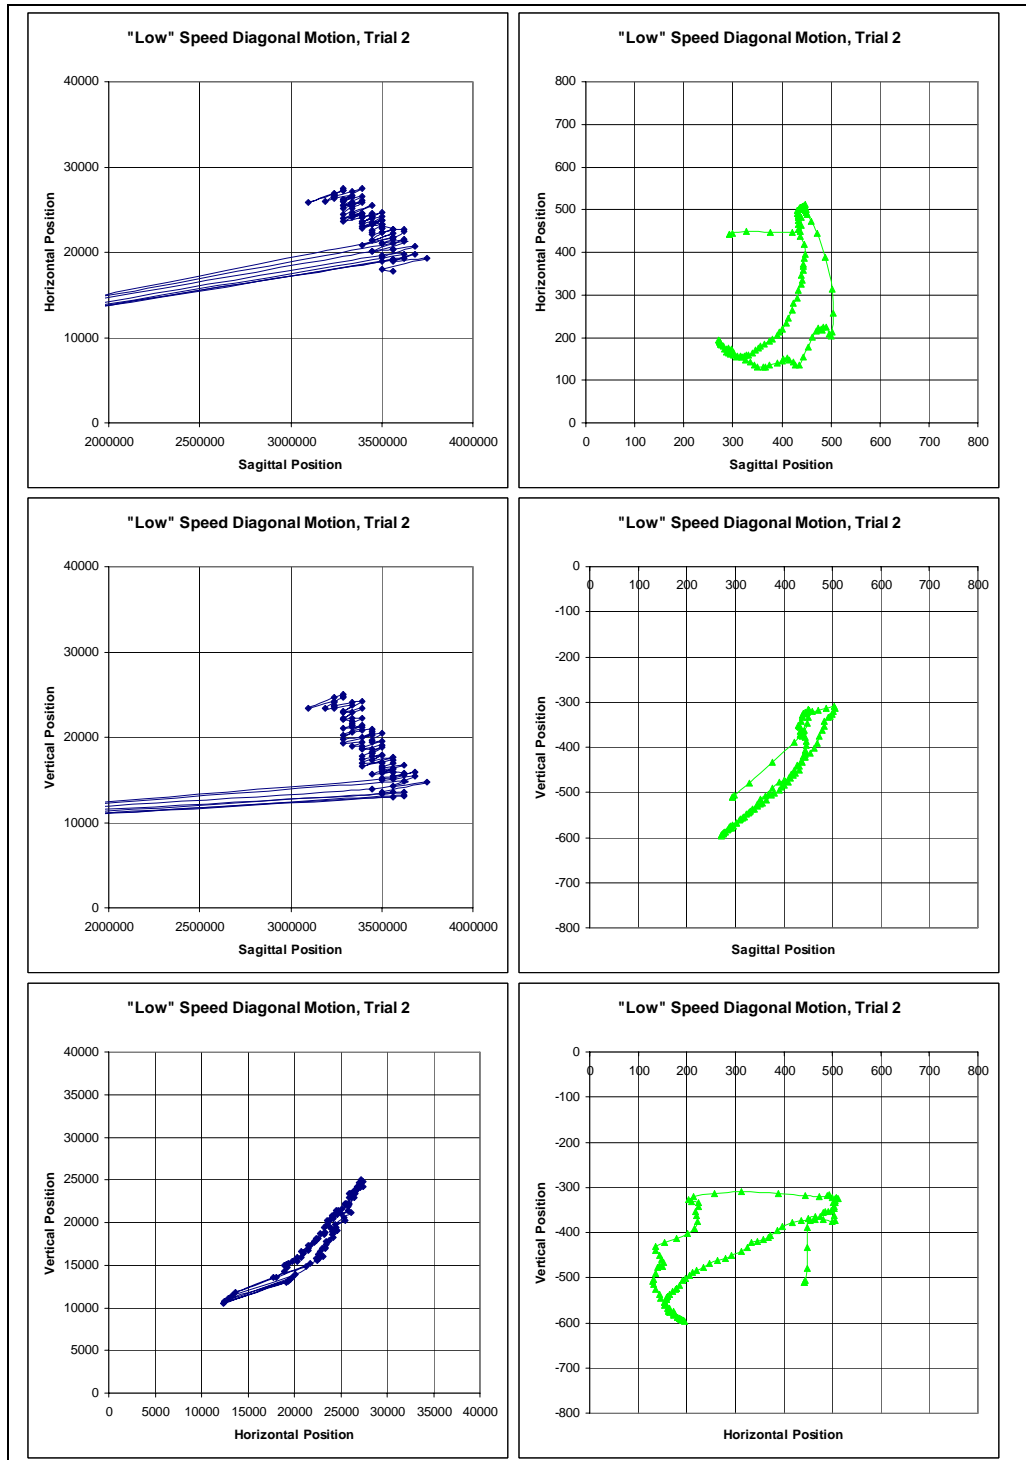 "Low" Speed Diagonal Motion, Trial 2
40000
30000
20000
10000
0
2000000 2500000 3000000 3500000 4000000
Horizontal Position
Sagittal Position
"Low" Speed Diagonal Motion, Trial 2
800
700
600
500
400
300
200
100
0
0 100 200 300 400 500 600 700 800
Horizontal Position
Sagittal Position
"Low" Speed Diagonal Motion, Trial 2
40000
30000
20000
10000
0
2000000 2500000 3000000 3500000 4000000
Vertical Position
Sagittal Position
"Low" Speed Diagonal Motion, Trial 2
0
0 100 200 300 400 500 600 700 800
-100
-200
-300
-400
-500
-600
-700
-800
Vertical Position
Sagittal Position
"Low" Speed Diagonal Motion, Trial 2
40000
35000
30000
25000
20000
15000
10000
5000
0
0 5000 10000 15000 20000 25000 30000 35000 40000
Vertical Position
Horizontal Position
"Low" Speed Diagonal Motion, Trial 2
0
0 100 200 300 400 500 600 700 800
-100
-200
-300
-400
-500
-600
-700
-800
Vertical Position
Horizontal Position